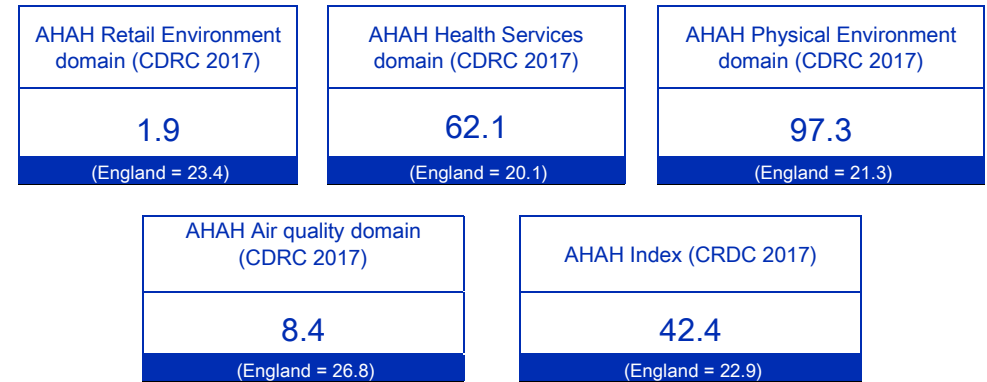 AHAH Retail Environment
domain (CDRC 2017)
1.9
(England = 23.4)
AHAH Health Services
domain (CDRC 2017)
62.1
(England = 20.1)
AHAH Physical Environment
domain (CDRC 2017)
97.3
(England = 21.3)
AHAH Air quality domain
(CDRC 2017)
8.4
(England = 26.8)
AHAH Index (CRDC 2017)
42.4
(England = 22.9)